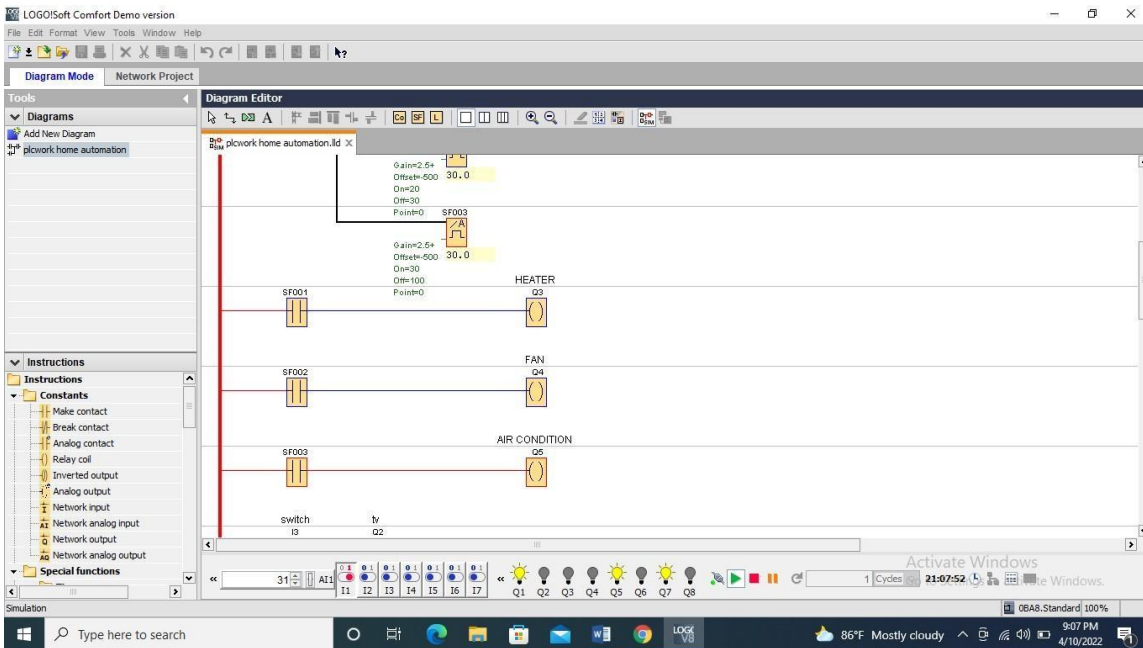 LOGO!Soft Comfort Demo version
File Edit Format View Tools Window Help
Diagram Mode Network Project
Tools
Diagrams
Add New Diagram
plcwork home automation
Diagram Editor
A Co SF L
plcwork home automation.lld
Gain=2.5+
Offset=-500 30.0
On=20
Off=30
Point=0 SF003
/A
Gain=2.5+
Offset=-500 30.0
On=30
Off=100
Point=0
HEATER
SF001 Q3
FAN
SF002 Q4
AIR CONDITION
SF003 Q5
switch tv
I3 Q2
Instructions
Instructions
Constants
Make contact
Break contact
Analog contact
Relay coil
Inverted output
Analog output
Network input
Network analog input
Network output
Network analog output
Special functions
« 31 AI1 I1 I2 I3 I4 I5 I6 I7 « Q1 Q2 Q3 Q4 Q5 Q6 Q7 Q8 1 Cycles 21:07:52
Activate Windows
Simulation
0BA8.Standard 100%
Type here to search
86°F Mostly cloudy
9:07 PM
4/10/2022